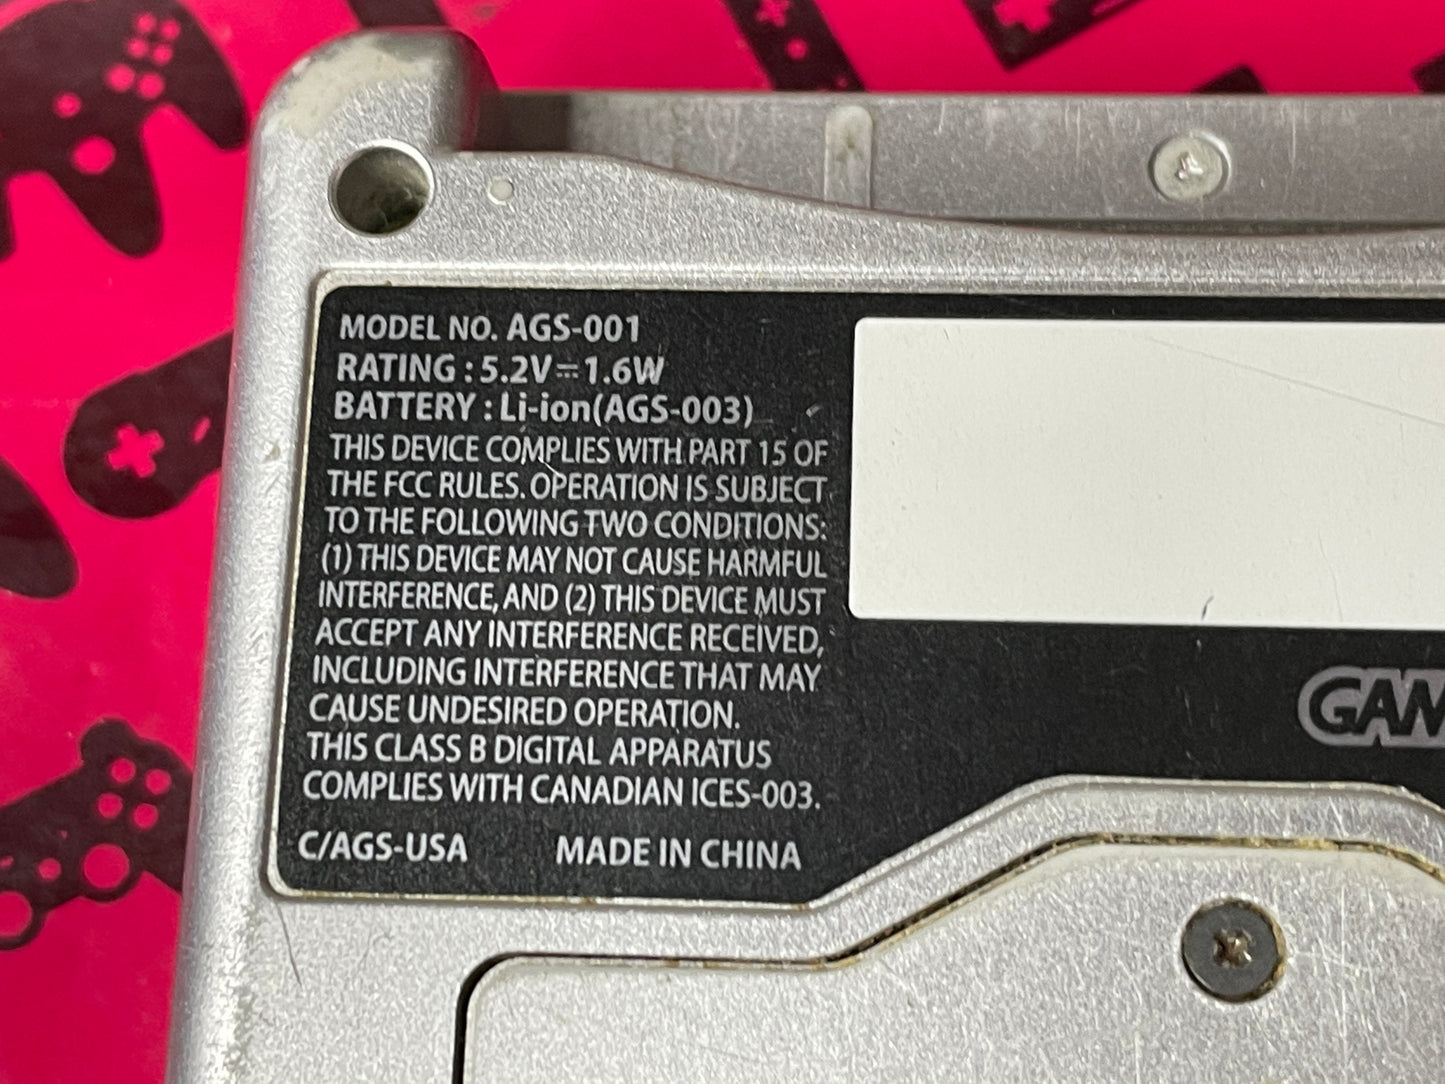 MODEL NO. AGS-001
RATING : 5.2V⎓1.6W
BATTERY : Li-ion(AGS-003)
THIS DEVICE COMPLIES WITH PART 15 OF
THE FCC RULES. OPERATION IS SUBJECT
TO THE FOLLOWING TWO CONDITIONS:
(1) THIS DEVICE MAY NOT CAUSE HARMFUL
INTERFERENCE, AND (2) THIS DEVICE MUST
ACCEPT ANY INTERFERENCE RECEIVED,
INCLUDING INTERFERENCE THAT MAY
CAUSE UNDESIRED OPERATION.
THIS CLASS B DIGITAL APPARATUS
COMPLIES WITH CANADIAN ICES-003.
C/AGS-USA MADE IN CHINA